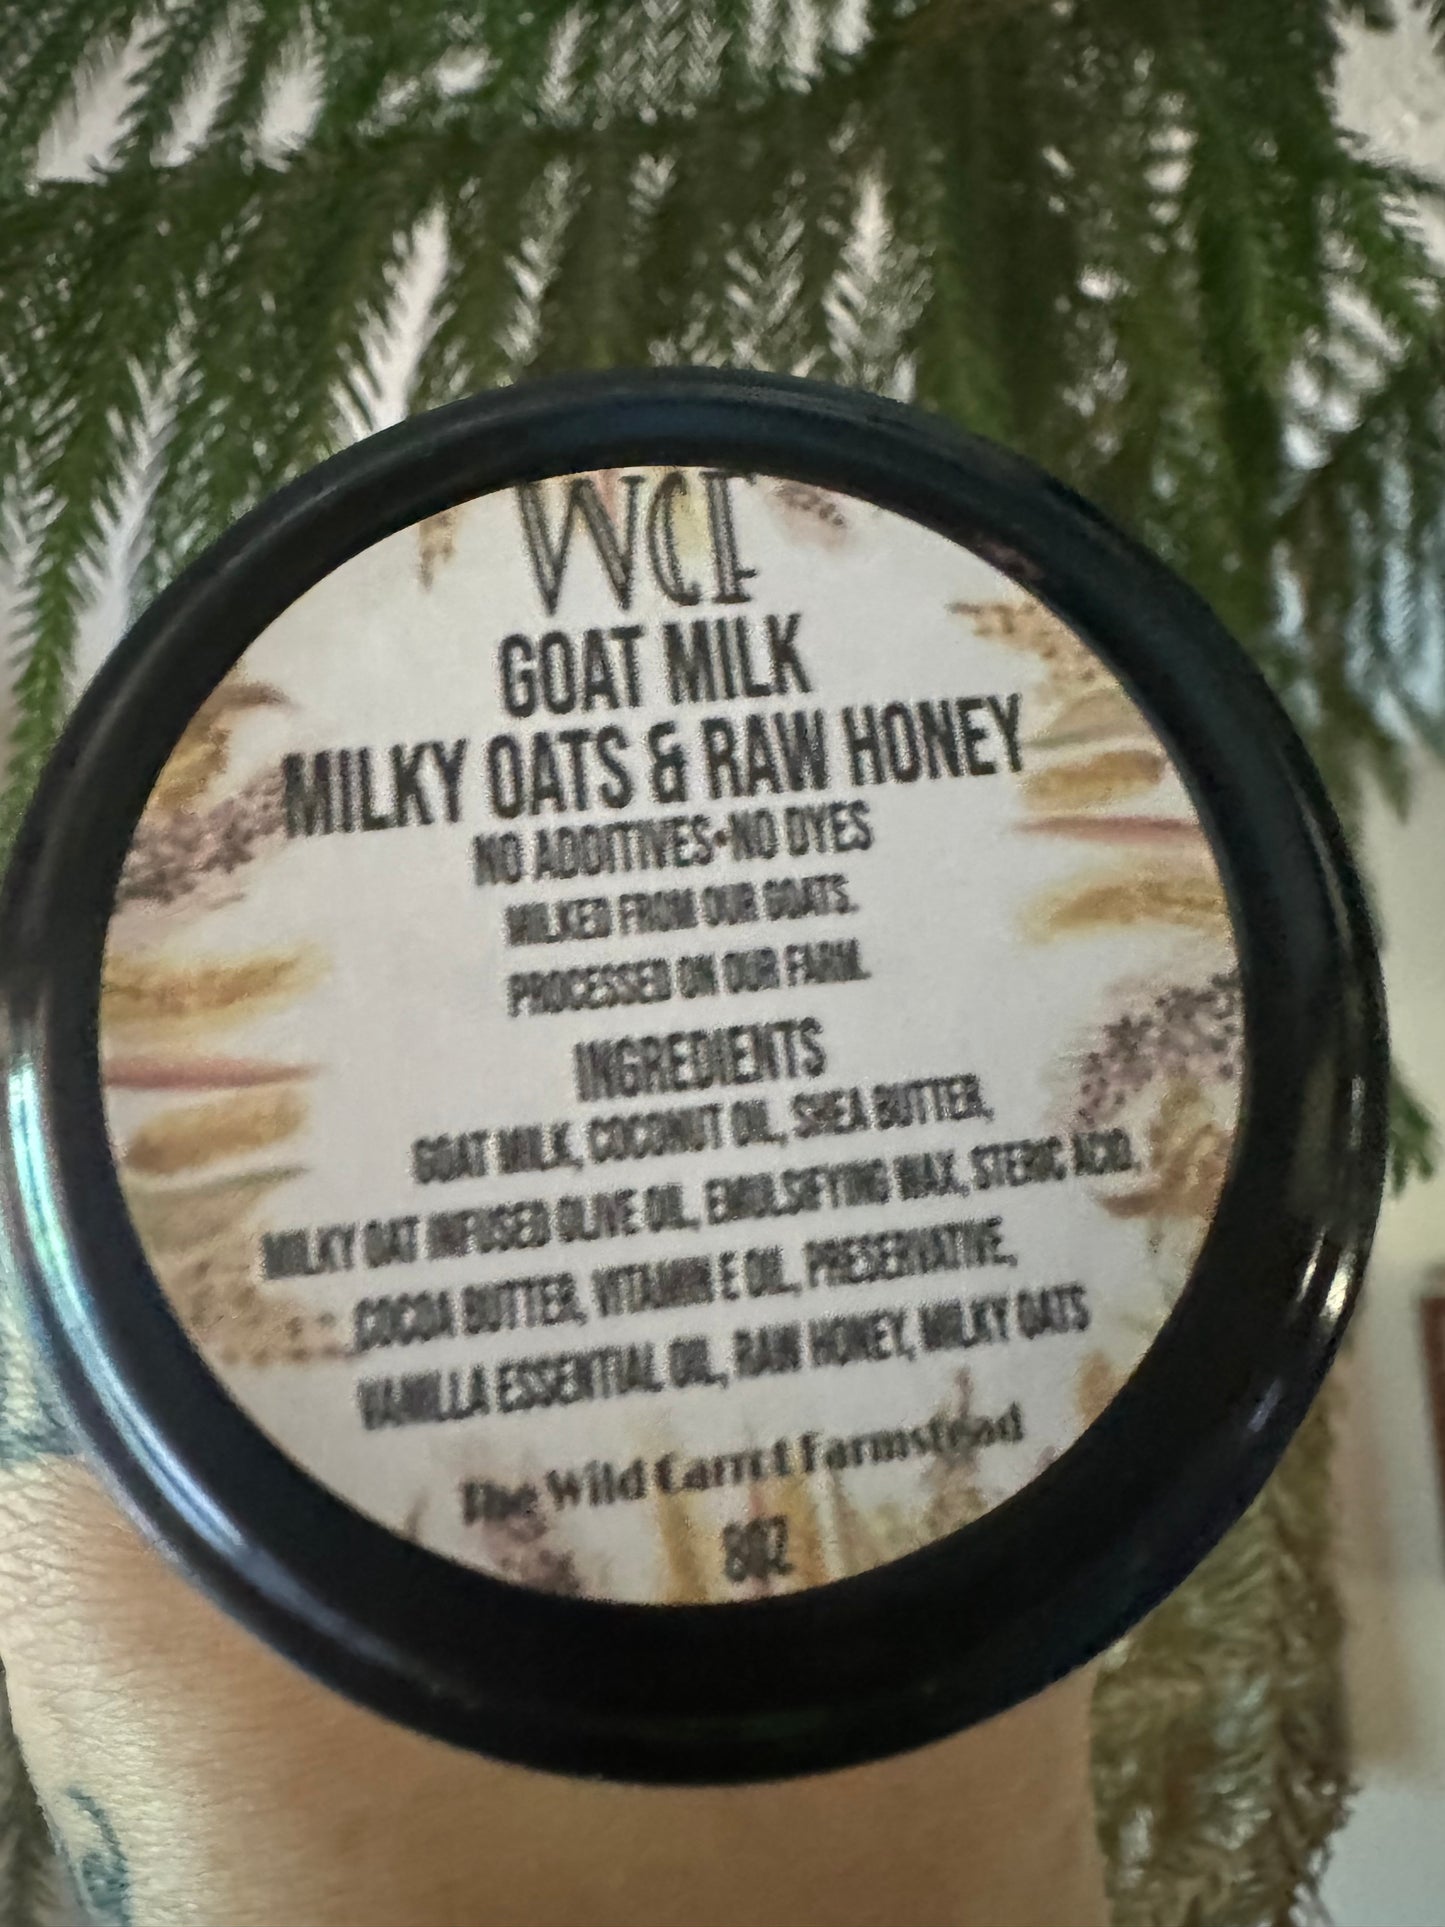 WCF
GOAT MILK
MILKY OATS & RAW HONEY
NO ADDITIVES•NO DYES
MILKED FROM OUR GOATS.
PROCESSED ON OUR FARM.
INGREDIENTS
GOAT MILK, COCONUT OIL, SHEA BUTTER,
MILKY OAT INFUSED OLIVE OIL, EMULSIFYING WAX, STERIC ACID,
COCOA BUTTER, VITAMIN E OIL, PRESERVATIVE,
VANILLA ESSENTIAL OIL, RAW HONEY, MILKY OATS
The Wild Carrot Farmstead
8OZ